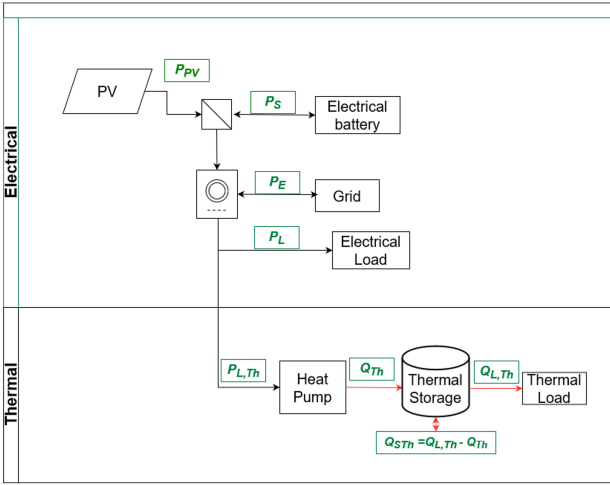 Electrical
P_PV
PV
P_S
Electrical
battery
P_E
Grid
P_L
Electrical
Load
Thermal
P_L,Th
Heat
Pump
Q_Th
Thermal
Storage
Q_L,Th
Thermal
Load
Q_STh =Q_L,Th - Q_Th